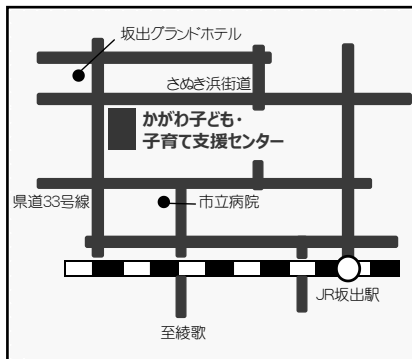 坂出グランドホテル
さぬき浜街道
かがわ子ども・
子育て支援センター
県道33号線
市立病院
JR坂出駅
至綾歌